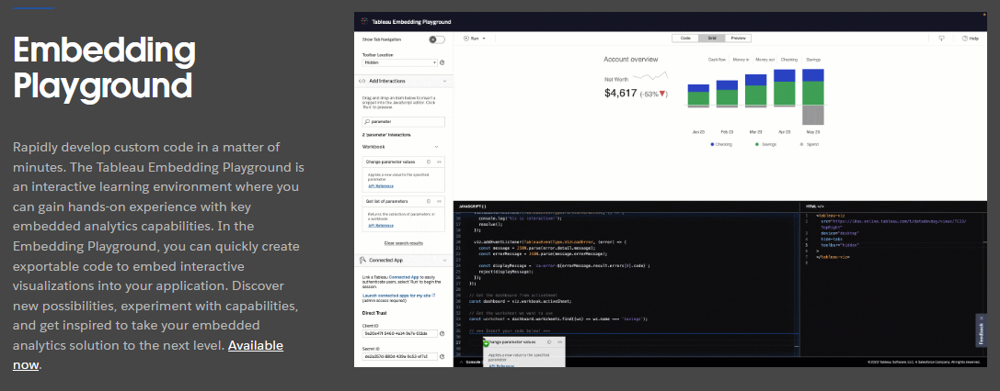 Embedding
Playground
Rapidly develop custom code in a matter of
minutes. The Tableau Embedding Playground is
an interactive learning environment where you
can gain hands-on experience with key
embedded analytics capabilities. In the
Embedding Playground, you can quickly create
exportable code to embed interactive
visualizations into your application. Discover
new possibilities, experiment with capabilities,
and get inspired to take your embedded
analytics solution to the next level. Available
now.
Tableau Embedding Playground
Show Tab Navigation
Toolbar Location
Hidden
</> Add Interactions
Drag and drop an item below to insert a
snippet into the JavaScript editor. Click
'Run' to preview.
parameter
2 'parameter' interactions
Workbook
Change parameter values
Applies a new value to the specified
parameter
API Reference
Get list of parameters
Returns the collection of parameters in
a workbook
API Reference
Clear search results
Connected App
Link a Tableau Connected App to easily
authenticate users, select 'Run' to begin the
session.
Launch connected apps for my site
(admin access required)
Direct Trust
Client ID
Secret ID
Run
Code Grid Preview
Help
Account overview
Cash flow Money in Money out Checking Savings
Net Worth
$4,617 (-53%▼)
Jan 23 Feb 23 Mar 23 Apr 23 May 23
Checking Savings Spend
JAVASCRIPT { }
console.log("Viz is interactive!");
resolve();
});
viz.addEventListener(TableauEventType.VizLoadError, (error) => {
const message = JSON.parse(error.detail.message);
const errorMessage = JSON.parse(message.errorMessage);
const displayMessage =
reject(displayMessage);
});
});
// Get the dashboard from activeSheet
const dashboard = viz.workbook.activeSheet;
// Get the worksheet we want to use
const worksheet = dashboard.worksheets.find((ws) => ws.name === "Savings");
// === Insert your code below! ===
Change parameter values
Applies a new value to the specified
parameter
API Reference
Console
HTML </>
<tableau-viz
device="desktop"
hide-tabs
toolbar="hidden"
>
</tableau-viz>
Feedback
©2023 Tableau Software, LLC, a Salesforce Company. All rights reserved.